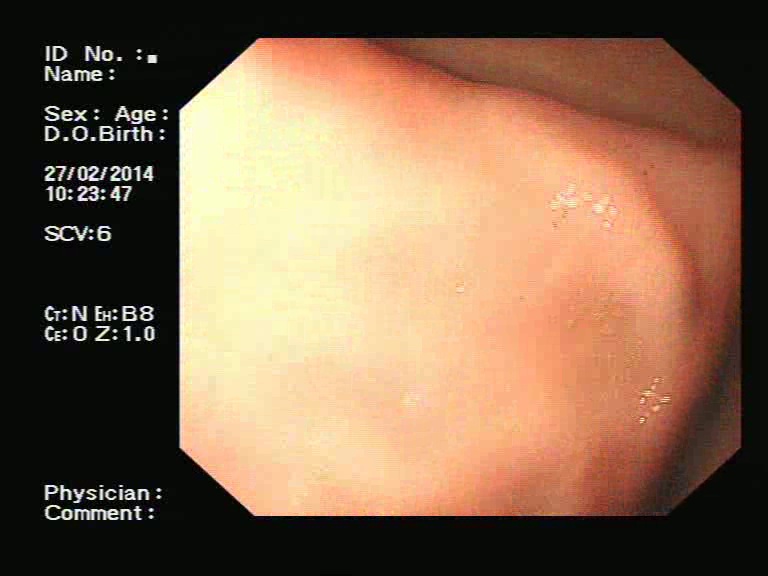 ID No. :
Name:
Sex: Age:
D.O.Birth:
27/02/2014
10:23:47
SCV:6
CT:N EH:B8
CE:0 Z:1.0
Physician:
Comment: